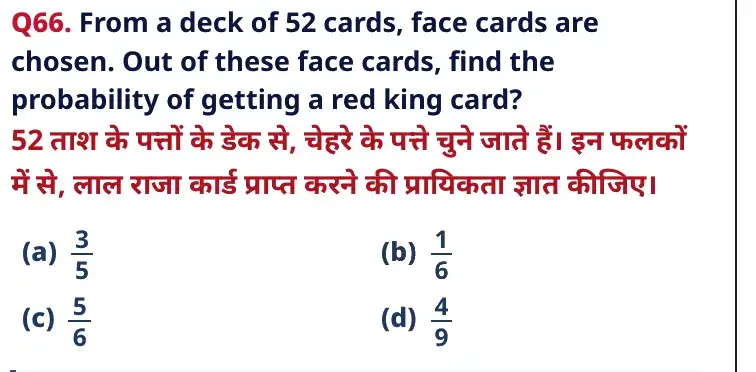 Q66. From a deck of 52 cards, face cards are
chosen. Out of these face cards, find the
probability of getting a red king card?
52 ताश के पत्तों के डेक से, चेहरे के पत्ते चुने जाते हैं। इन फलकों
में से, लाल राजा कार्ड प्राप्त करने की प्रायिकता ज्ञात कीजिए।
(a) 3/5 (b) 1/6
(c) 5/6 (d) 4/9